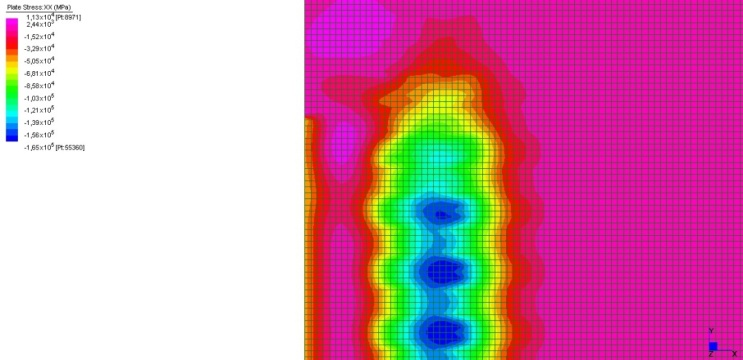 Plate Stress:XX (MPa)
1,13x10⁴ [Pt:8971]
2,44x10³
-1,52x10⁴
-3,29x10⁴
-5,05x10⁴
-6,81x10⁴
-8,58x10⁴
-1,03x10⁵
-1,21x10⁵
-1,39x10⁵
-1,56x10⁵
-1,65x10⁵ [Pt:55360]
Y
Z X